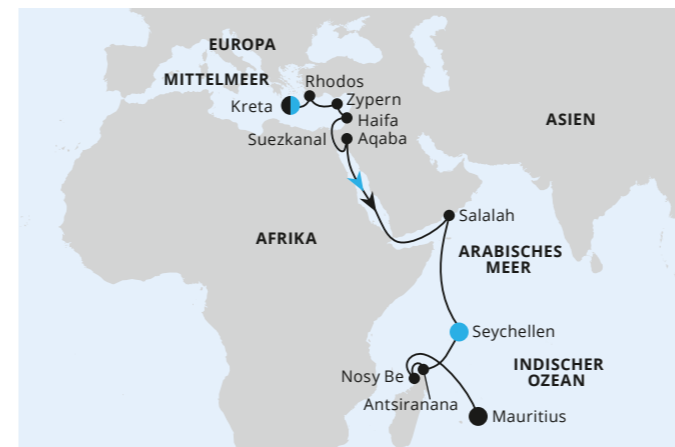 EUROPA
MITTELMEER
Rhodos
Kreta
Zypern
Haifa
Suezkanal
Aqaba
ASIEN
Salalah
AFRIKA
ARABISCHES
MEER
Seychellen
INDISCHER
OZEAN
Nosy Be
Antsiranana
Mauritius